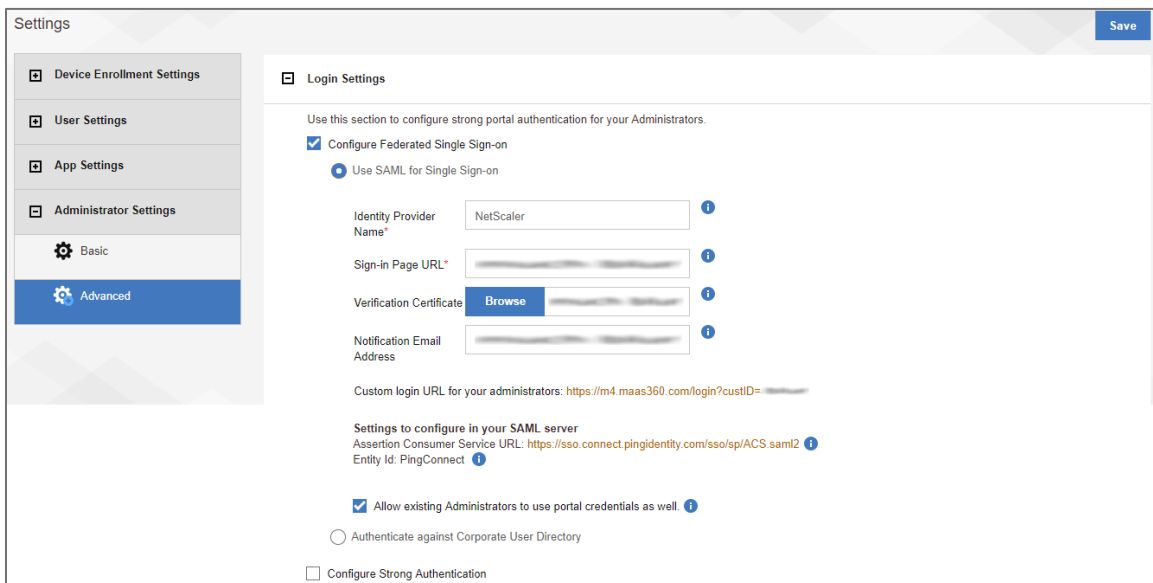 Settings
Save
Device Enrollment Settings
User Settings
App Settings
Administrator Settings
Basic
Advanced
Login Settings
Use this section to configure strong portal authentication for your Administrators.
Configure Federated Single Sign-on
Use SAML for Single Sign-on
Identity Provider
Name*
NetScaler
Sign-in Page URL*
Verification Certificate
Browse
Notification Email
Address
Custom login URL for your administrators: https://m4.maas360.com/login?custID=
Settings to configure in your SAML server
Assertion Consumer Service URL: https://sso.connect.pingidentity.com/sso/sp/ACS.saml2
Entity Id: PingConnect
Allow existing Administrators to use portal credentials as well.
Authenticate against Corporate User Directory
Configure Strong Authentication